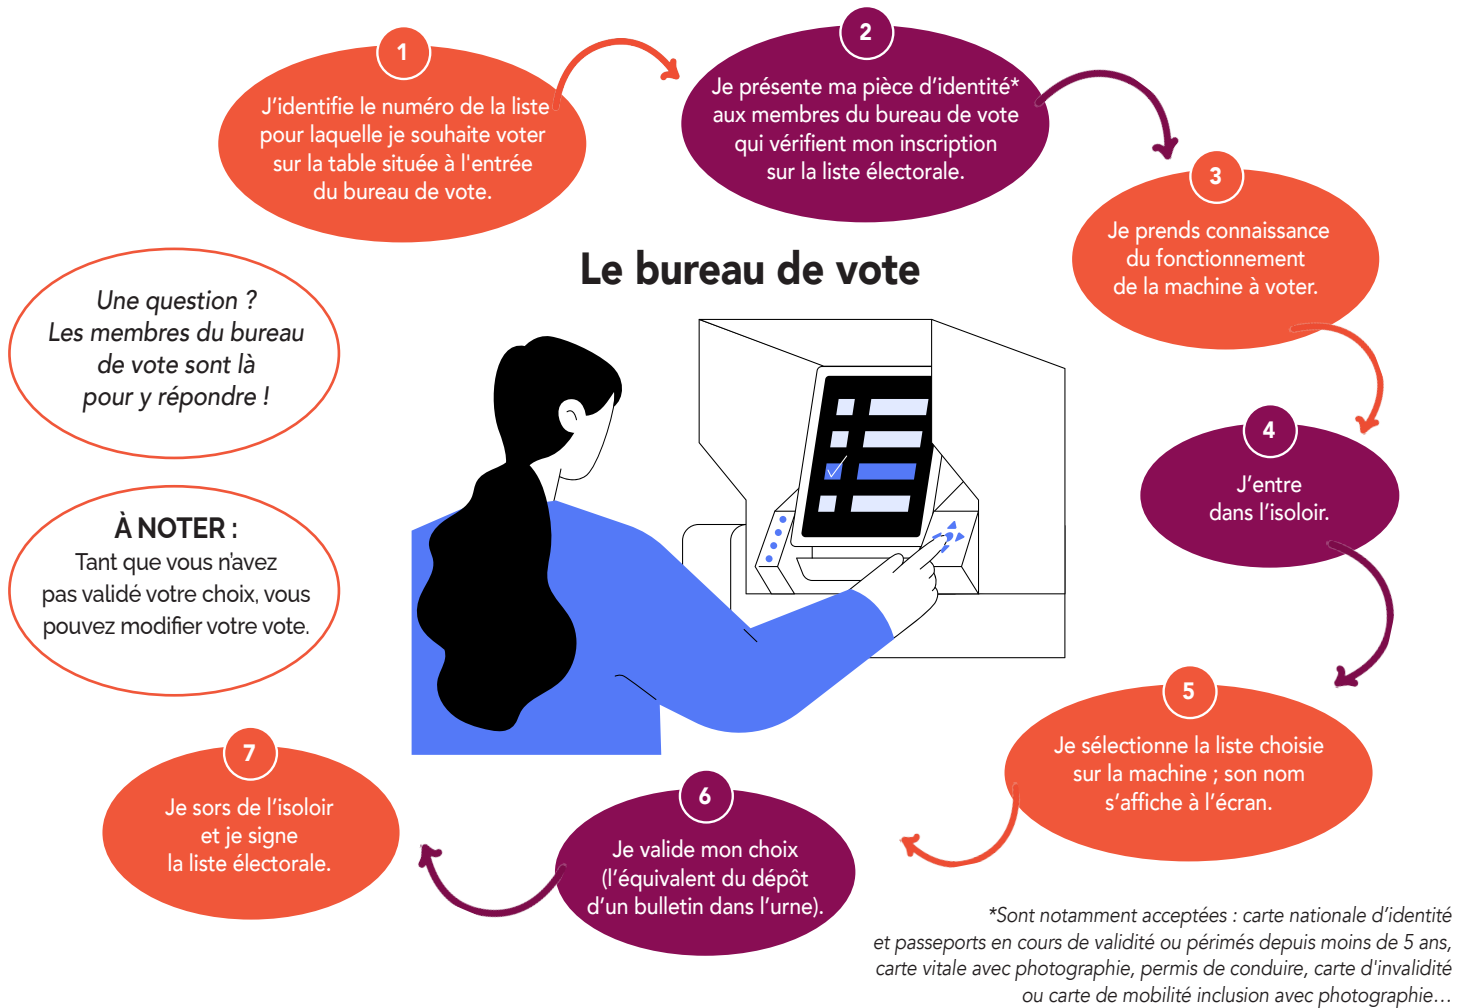 1
J'identifie le numéro de la liste
pour laquelle je souhaite voter
sur la table située à l'entrée
du bureau de vote.
2
Je présente ma pièce d'identité*
aux membres du bureau de vote
qui vérifient mon inscription
sur la liste électorale.
3
Je prends connaissance
du fonctionnement
de la machine à voter.
Le bureau de vote
Une question ?
Les membres du bureau
de vote sont là
pour y répondre !
4
J'entre
dans l'isoloir.
À NOTER :
Tant que vous n'avez
pas validé votre choix, vous
pouvez modifier votre vote.
5
Je sélectionne la liste choisie
sur la machine ; son nom
s'affiche à l'écran.
6
Je valide mon choix
(l'équivalent du dépôt
d'un bulletin dans l'urne).
7
Je sors de l'isoloir
et je signe
la liste électorale.
*Sont notamment acceptées : carte nationale d'identité
et passeports en cours de validité ou périmés depuis moins de 5 ans,
carte vitale avec photographie, permis de conduire, carte d'invalidité
ou carte de mobilité inclusion avec photographie…